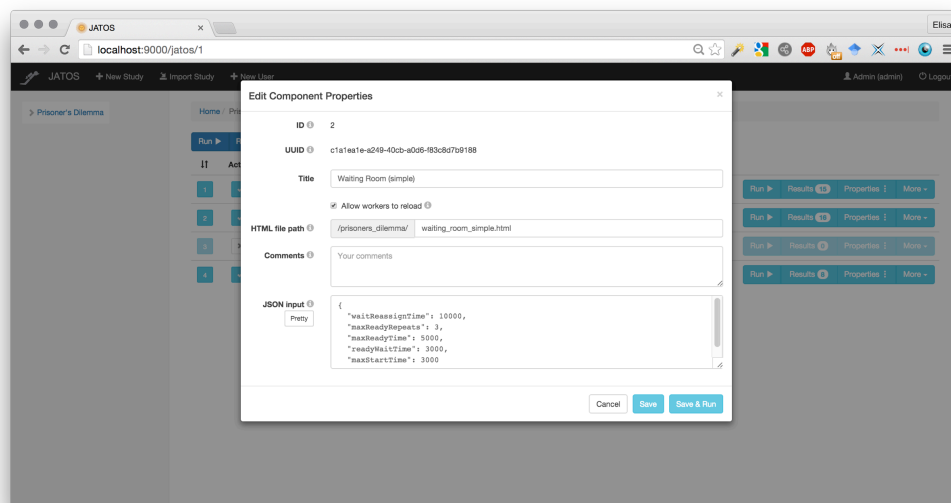 JATOS
Elisa
localhost:9000/jatos/1
ABP
JATOS
New Study
Import Study
New User
Admin (admin)
Prisoner's Dilemma
Home /
Run
Edit Component Properties
ID
2
UUID
c1a1ea1e-a249-40cb-a0d6-f83c8d7b9188
Title
Waiting Room (simple)
Allow workers to reload
HTML file path
/prisoners_dilemma/
waiting_room_simple.html
Comments
Your comments
JSON input
Pretty
{
"waitReassignTime": 10000,
"maxReadyRepeats": 3,
"maxReadyTime": 5000,
"readyWaitTime": 3000,
"maxStartTime": 3000
Cancel
Save
Save & Run
1
Run
Results 16
Properties
More
2
Run
Results 16
Properties
More
Run
Results 0
Properties
More
4
Run
Results
Properties
More